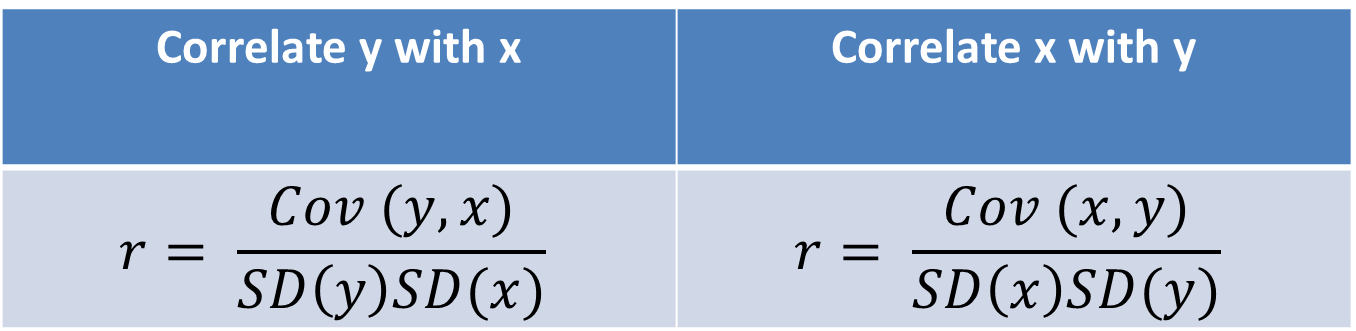 Correlate y with x
Correlate x with y
r = Cov (y, x) / SD(y)SD(x)
r = Cov (x, y) / SD(x)SD(y)